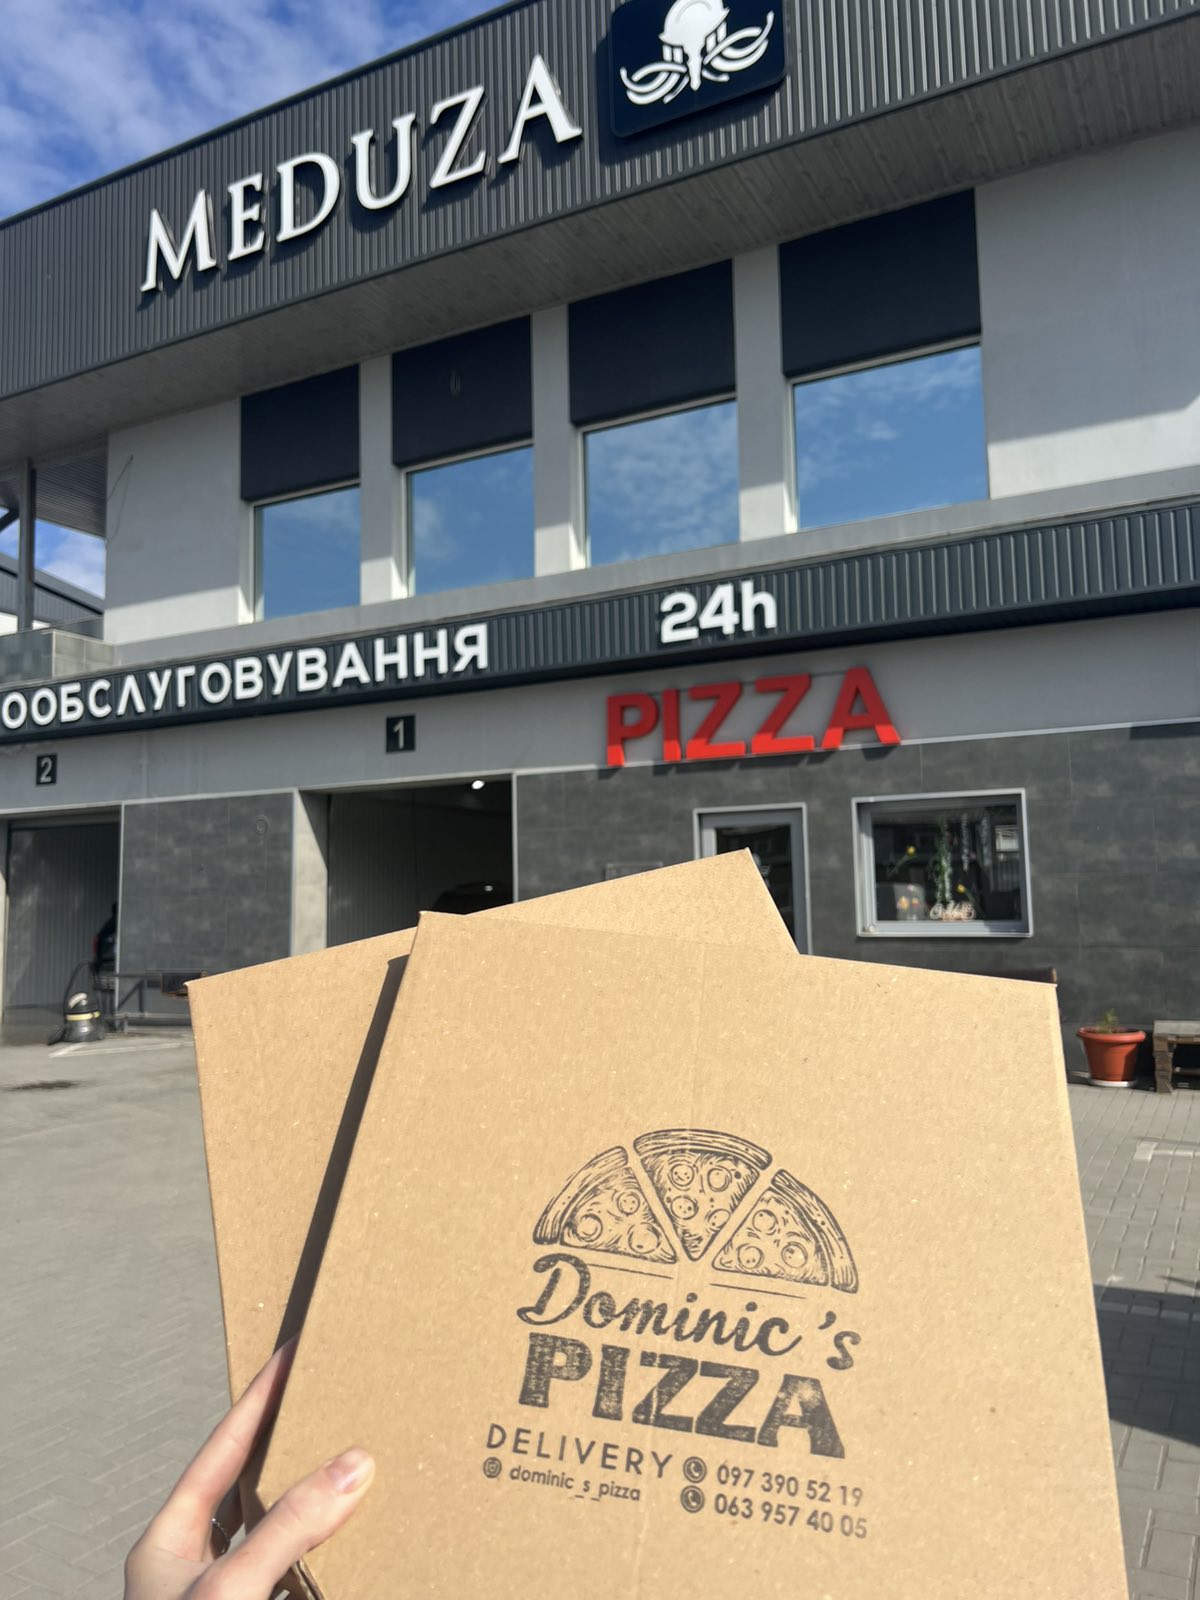 MEDUZA
ООБСЛУГОВУВАННЯ 24h
PIZZA
2
1
Dominic's
PIZZA
DELIVERY
dominic_s_pizza
097 390 52 19
063 957 40 05